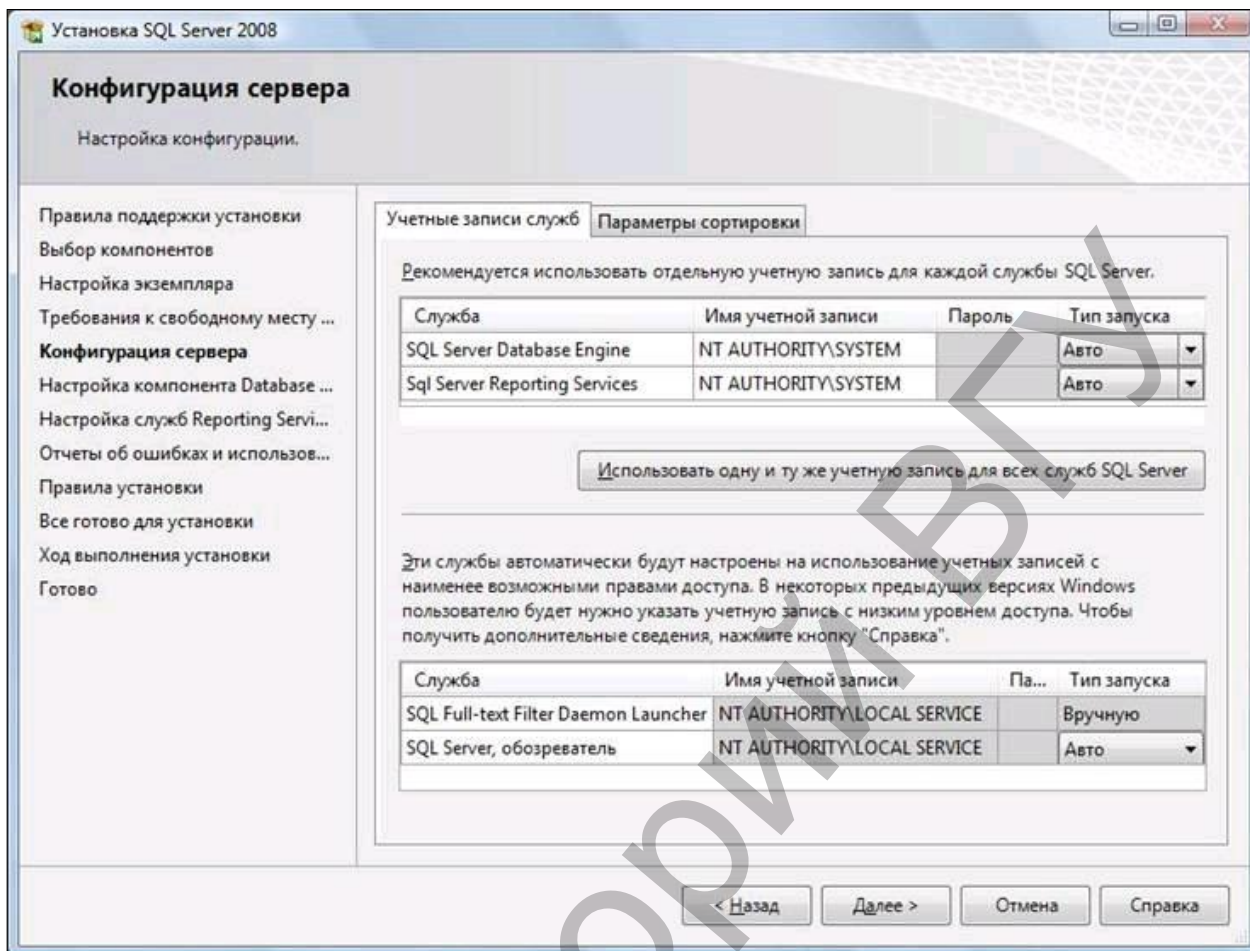 Установка SQL Server 2008
Конфигурация сервера
Настройка конфигурации.
Правила поддержки установки
Выбор компонентов
Настройка экземпляра
Требования к свободному месту ...
Конфигурация сервера
Настройка компонента Database ...
Настройка служб Reporting Servi...
Отчеты об ошибках и использов...
Правила установки
Все готово для установки
Ход выполнения установки
Готово
Учетные записи служб Параметры сортировки
Рекомендуется использовать отдельную учетную запись для каждой службы SQL Server.
Служба Имя учетной записи Пароль Тип запуска
SQL Server Database Engine NT AUTHORITY\SYSTEM Авто
Sql Server Reporting Services NT AUTHORITY\SYSTEM Авто
Использовать одну и ту же учетную запись для всех служб SQL Server
Эти службы автоматически будут настроены на использование учетных записей с
наименее возможными правами доступа. В некоторых предыдущих версиях Windows
пользователю будет нужно указать учетную запись с низким уровнем доступа. Чтобы
получить дополнительные сведения, нажмите кнопку "Справка".
Служба Имя учетной записи Па... Тип запуска
SQL Full-text Filter Daemon Launcher NT AUTHORITY\LOCAL SERVICE Вручную
SQL Server, обозреватель NT AUTHORITY\LOCAL SERVICE Авто
< Назад Далее > Отмена Справка
орий ВГУ